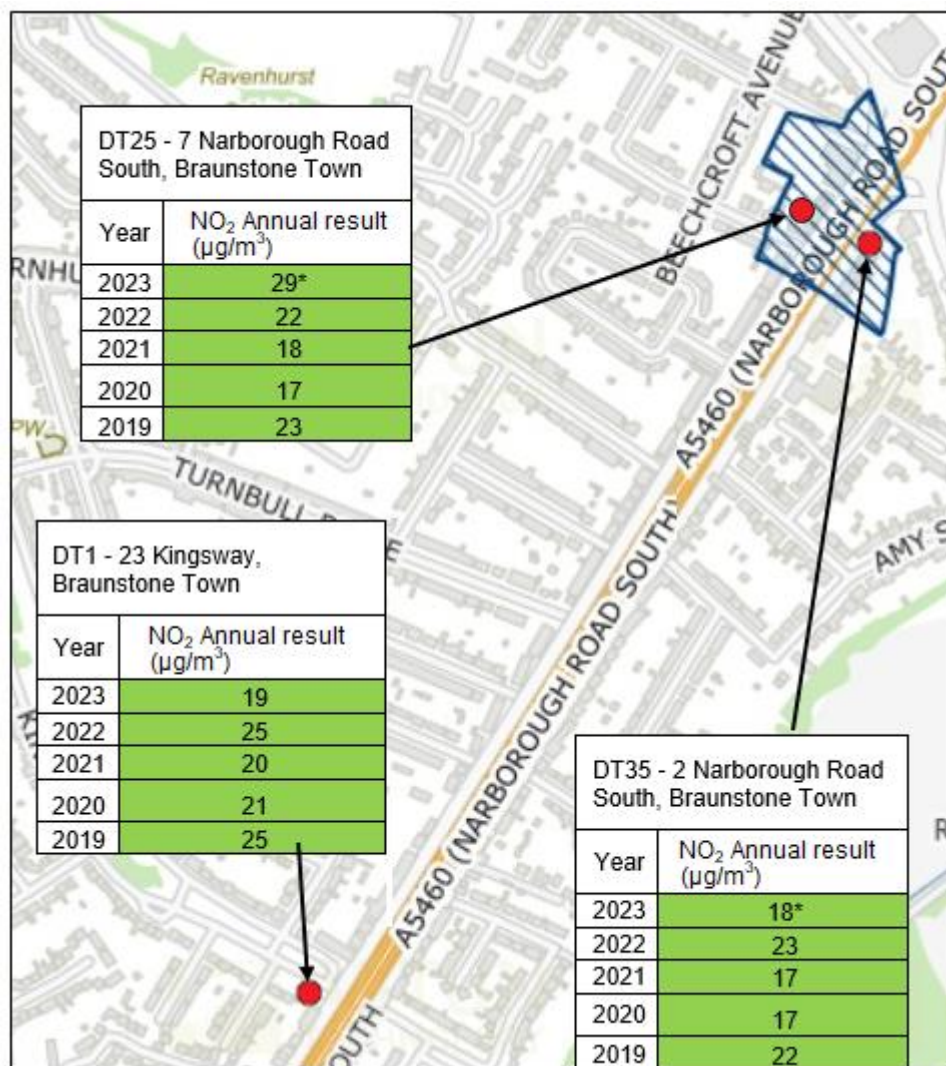 Ravenhurst
BEECHCROFT AVENUE
DT25 - 7 Narborough Road
South, Braunstone Town
Year NO₂ Annual result
(µg/m³)
2023 29*
2022 22
2021 18
2020 17
2019 23
A5460 (NARBOROUGH ROAD SOUTH)
A5460 (NARBOROUGH ROAD SOUTH)
AMY S
PW
TURNBULL
DT1 - 23 Kingsway,
Braunstone Town
Year NO₂ Annual result
(µg/m³)
2023 19
2022 25
2021 20
2020 21
2019 25
DT35 - 2 Narborough Road
South, Braunstone Town
Year NO₂ Annual result
(µg/m³)
2023 18*
2022 23
2021 17
2020 17
2019 22
OUTH